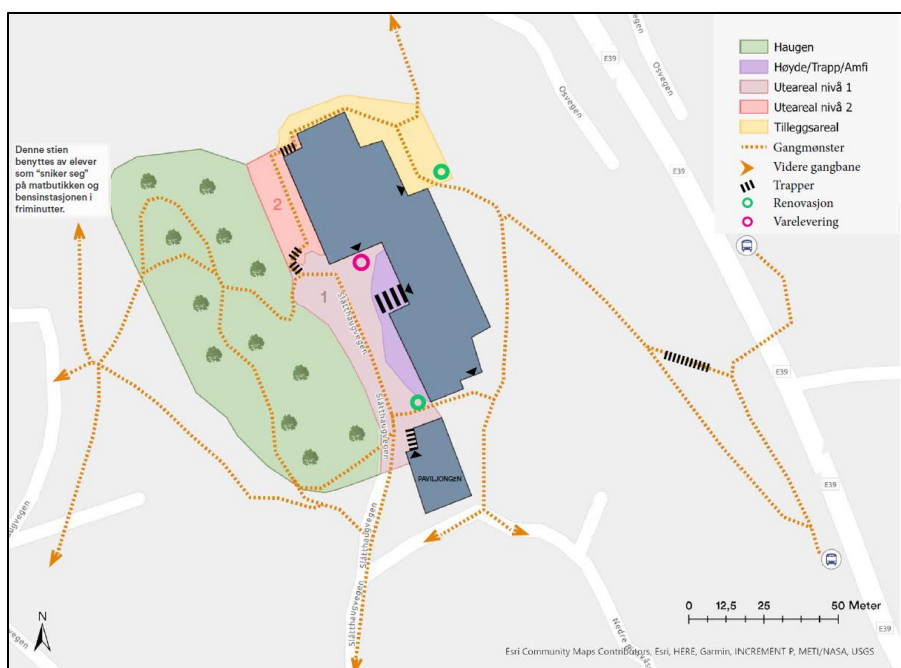 Haugen
Høyde/Trapp/Amfi
Uteareal nivå 1
Uteareal nivå 2
Tilleggsareal
Gangmønster
Videre gangbane
Trapper
Renovasjon
Varelevering
Denne stien
benyttes av elever
som "sniker seg"
på matbutikken og
bensinstasjonen i
friminutter.
E39
Osvegen
Osvegen
E39
2
1
Slåtthaugvegen
Slåtthaugvegen
E39
PAVILJONGEN
E39
Slåtthaugvegen
E39
N
0 12,5 25 50 Meter
Esri Community Maps Contributors, Esri, HERE, Garmin, INCREMENT P, METI/NASA, USGS